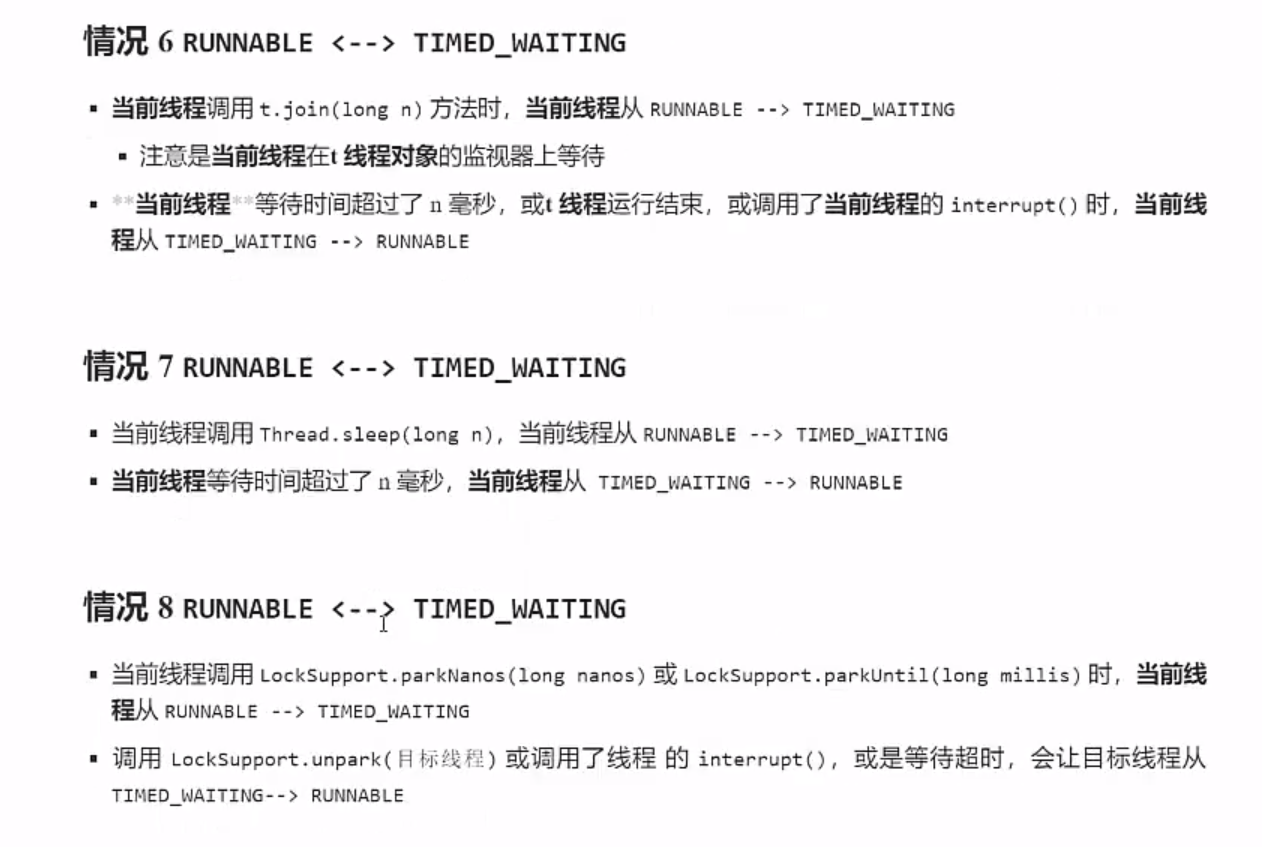 情况 6 RUNNABLE <--> TIMED_WAITING
▪ 当前线程调用 t.join(long n) 方法时，当前线程从 RUNNABLE --> TIMED_WAITING
▪ 注意是当前线程在t 线程对象的监视器上等待
▪ **当前线程**等待时间超过了 n 毫秒，或t 线程运行结束，或调用了当前线程的 interrupt() 时，当前线
程从 TIMED_WAITING --> RUNNABLE
情况 7 RUNNABLE <--> TIMED_WAITING
▪ 当前线程调用 Thread.sleep(long n)，当前线程从 RUNNABLE --> TIMED_WAITING
▪ 当前线程等待时间超过了 n 毫秒，当前线程从 TIMED_WAITING --> RUNNABLE
情况 8 RUNNABLE <--> TIMED_WAITING
▪ 当前线程调用 LockSupport.parkNanos(long nanos) 或 LockSupport.parkUntil(long millis) 时，当前线
程从 RUNNABLE --> TIMED_WAITING
▪ 调用 LockSupport.unpark(目标线程) 或调用了线程 的 interrupt()，或是等待超时，会让目标线程从
TIMED_WAITING--> RUNNABLE